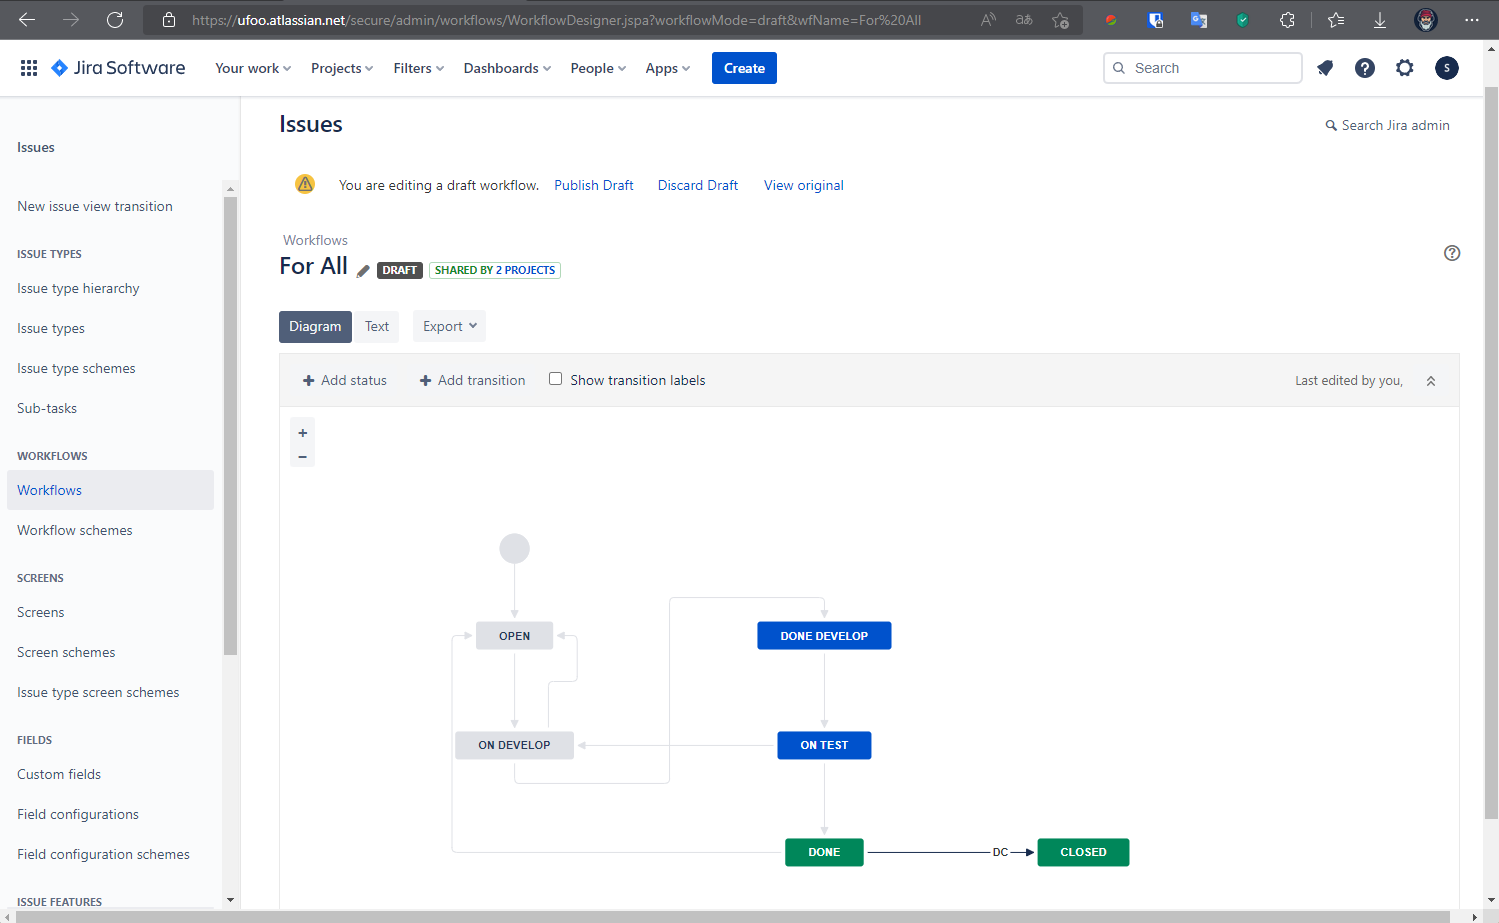 https://ufoo.atlassian.net/secure/admin/workflows/WorkflowDesigner.jspa?workflowMode=draft&wfName=For%20All
Jira Software
Your work
Projects
Filters
Dashboards
People
Apps
Create
Search
S
Issues
New issue view transition
ISSUE TYPES
Issue type hierarchy
Issue types
Issue type schemes
Sub-tasks
WORKFLOWS
Workflows
Workflow schemes
SCREENS
Screens
Screen schemes
Issue type screen schemes
FIELDS
Custom fields
Field configurations
Field configuration schemes
ISSUE FEATURES
Issues
Search Jira admin
You are editing a draft workflow. Publish Draft Discard Draft View original
Workflows
For All DRAFT SHARED BY 2 PROJECTS
Diagram Text Export
+ Add status + Add transition Show transition labels Last edited by you,
+
−
OPEN
DONE DEVELOP
ON DEVELOP
ON TEST
DONE
DC
CLOSED